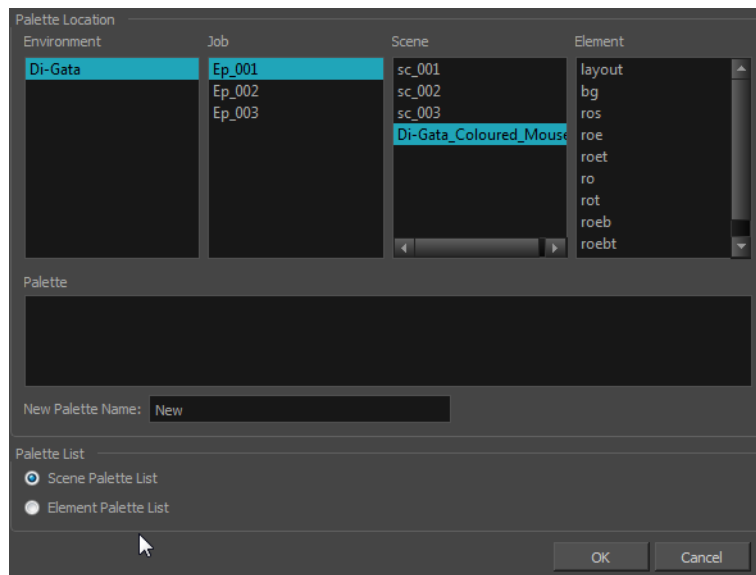 Palette Location
Environment Job Scene Element
Di-Gata Ep_001 sc_001 layout
Ep_002 sc_002 bg
Ep_003 sc_003 ros
Di-Gata_Coloured_Mouse roe
roet
ro
rot
roeb
roebt
Palette
New Palette Name: New
Palette List
Scene Palette List
Element Palette List
OK Cancel